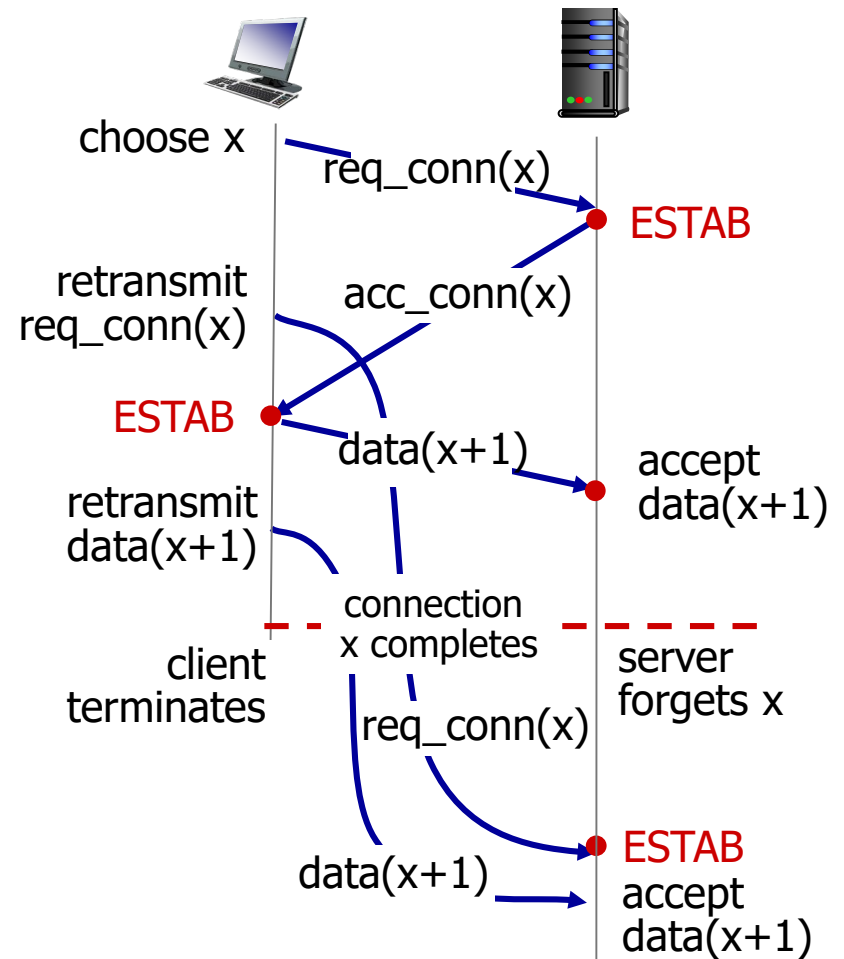 choose x
req_conn(x)
ESTAB
retransmit
req_conn(x)
acc_conn(x)
ESTAB
data(x+1)
accept
data(x+1)
retransmit
data(x+1)
connection
x completes
client
terminates
server
forgets x
req_conn(x)
ESTAB
data(x+1)
accept
data(x+1)